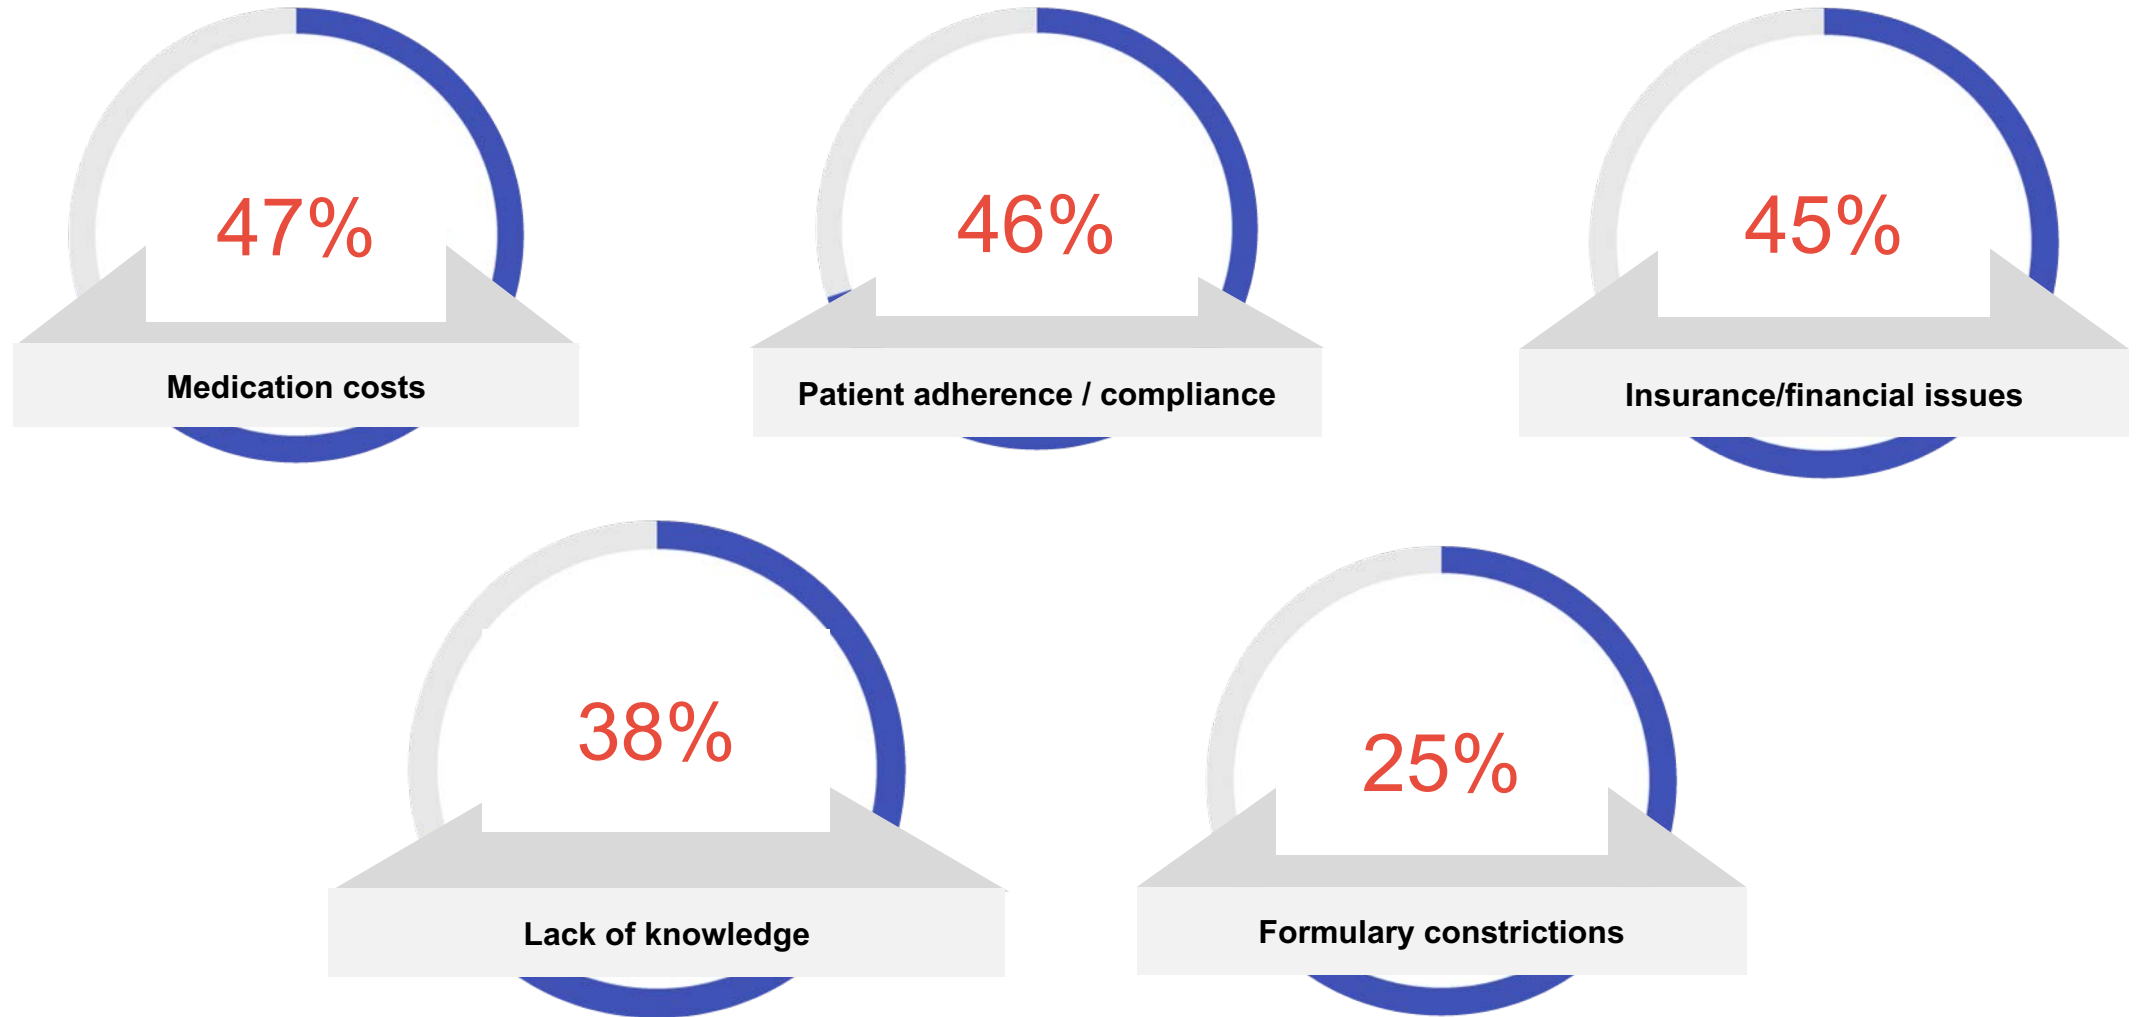 47%
Medication costs
46%
Patient adherence / compliance
45%
Insurance/financial issues
38%
Lack of knowledge
25%
Formulary constrictions